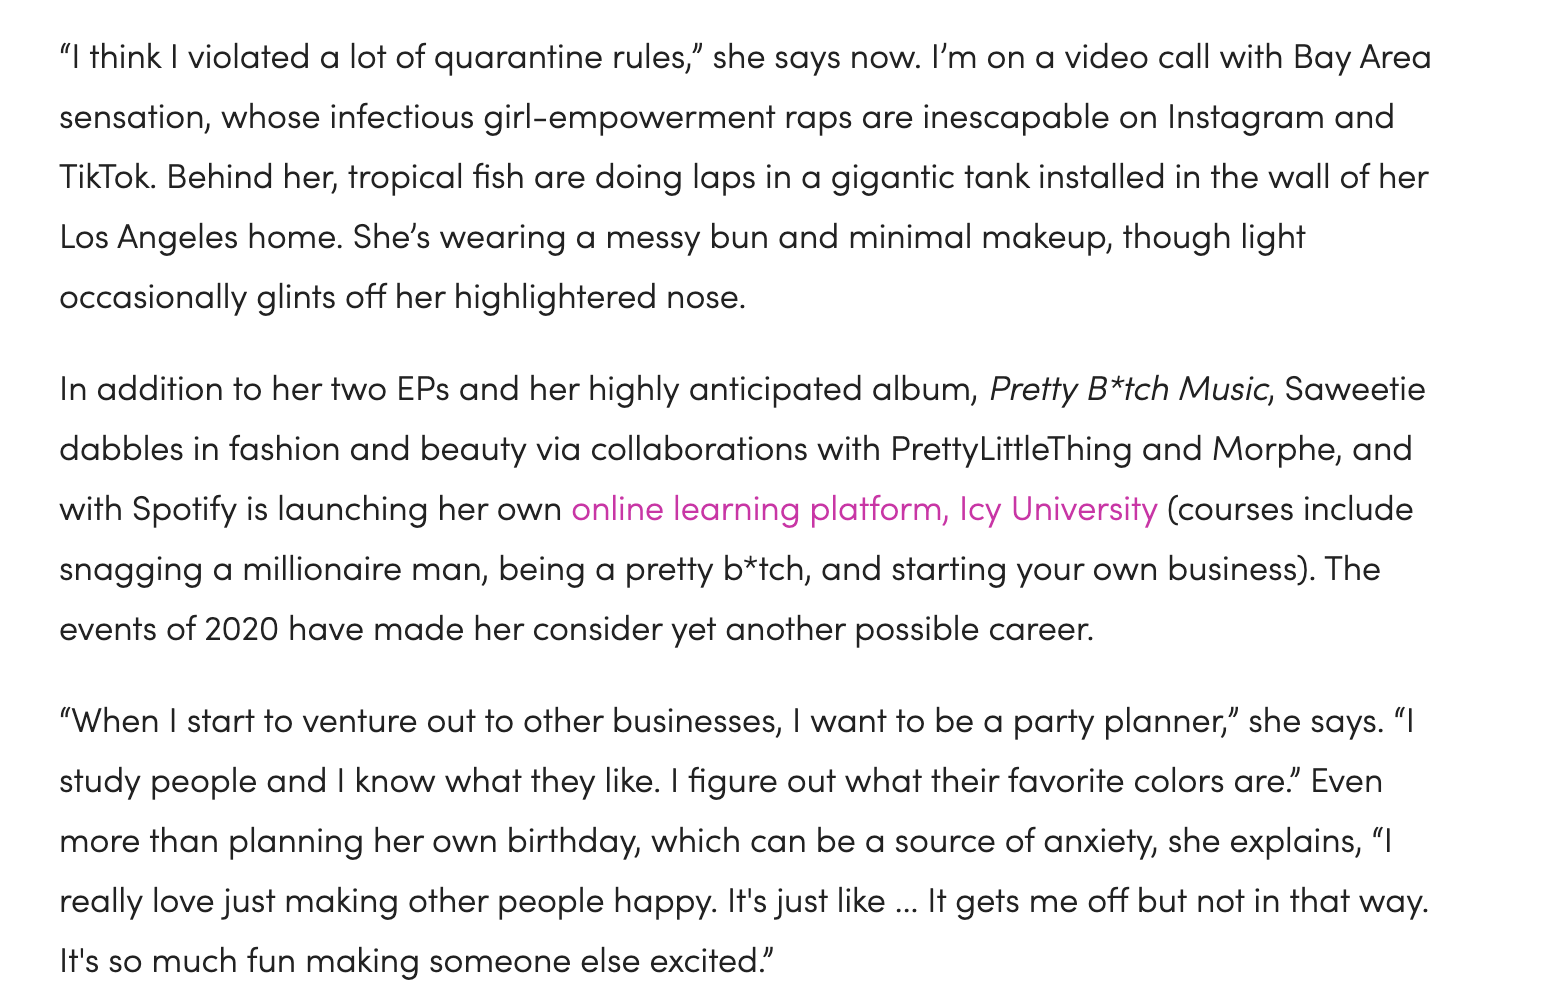 “I think I violated a lot of quarantine rules,” she says now. I’m on a video call with Bay Area
sensation, whose infectious girl-empowerment raps are inescapable on Instagram and
TikTok. Behind her, tropical fish are doing laps in a gigantic tank installed in the wall of her
Los Angeles home. She’s wearing a messy bun and minimal makeup, though light
occasionally glints off her highlightered nose.
In addition to her two EPs and her highly anticipated album, Pretty B*tch Music, Saweetie
dabbles in fashion and beauty via collaborations with PrettyLittleThing and Morphe, and
with Spotify is launching her own online learning platform, Icy University (courses include
snagging a millionaire man, being a pretty b*tch, and starting your own business). The
events of 2020 have made her consider yet another possible career.
“When I start to venture out to other businesses, I want to be a party planner,” she says. “I
study people and I know what they like. I figure out what their favorite colors are.” Even
more than planning her own birthday, which can be a source of anxiety, she explains, “I
really love just making other people happy. It's just like ... It gets me off but not in that way.
It's so much fun making someone else excited.”